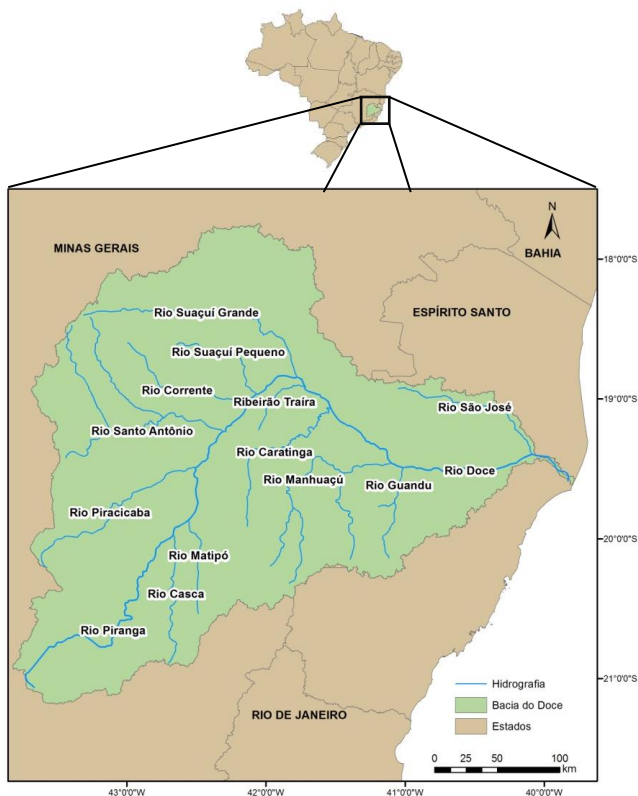 N
MINAS GERAIS
BAHIA
18°0'0"S
Rio Suaçuí Grande
ESPÍRITO SANTO
Rio Suaçuí Pequeno
Rio Corrente
19°0'0"S
Ribeirão Traíra
Rio São José
Rio Santo Antônio
Rio Caratinga
Rio Doce
Rio Manhuaçú
Rio Guandu
Rio Piracicaba
20°0'0"S
Rio Matipó
Rio Casca
Rio Piranga
21°0'0"S
Hidrografia
Bacia do Doce
Estados
RIO DE JANEIRO
0 25 50 100
km
43°0'0"W 42°0'0"W 41°0'0"W 40°0'0"W